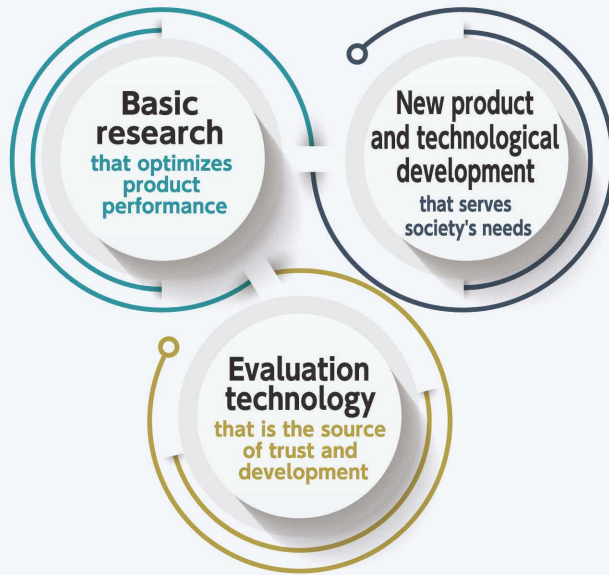 Basic
research
that optimizes
product
performance
New product
and technological
development
that serves
society's needs
Evaluation
technology
that is the source
of trust and
development